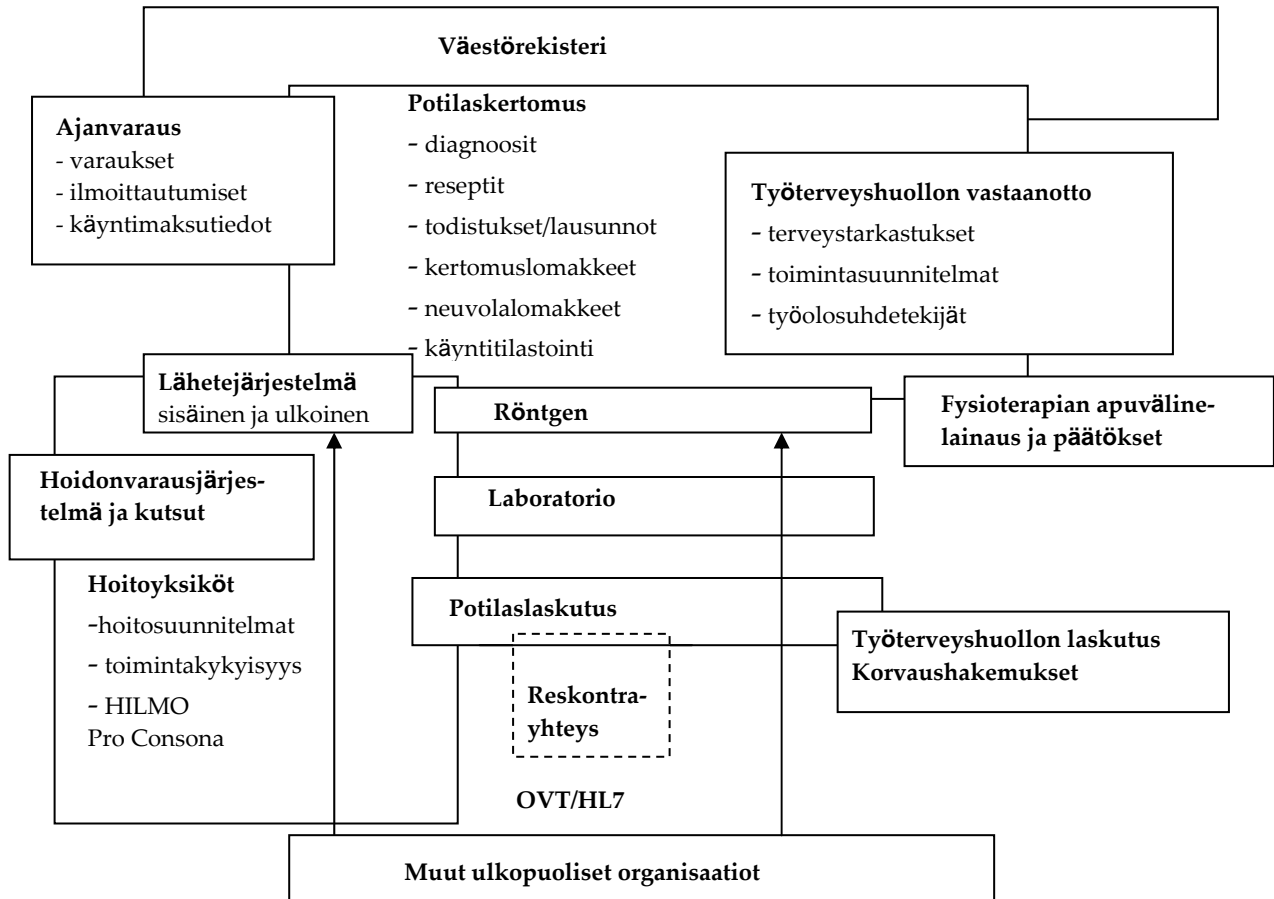 Väestörekisteri
Ajanvaraus
- varaukset
- ilmoittautumiset
- käyntimaksutiedot
Potilaskertomus
- diagnoosit
- reseptit
- todistukset/lausunnot
- kertomuslomakkeet
- neuvolalomakkeet
- käyntitilastointi
Työterveyshuollon vastaanotto
- terveystarkastukset
- toimintasuunnitelmat
- työolosuhdetekijät
Lähetejärjestelmä
sisäinen ja ulkoinen
Röntgen
Fysioterapian apuväline-
lainaus ja päätökset
Hoidonvarausjärjes-
telmä ja kutsut
Laboratorio
Hoitoyksiköt
-hoitosuunnitelmat
- toimintakykyisyys
- HILMO
Pro Consona
Potilaslaskutus
Työterveyshuollon laskutus
Korvaushakemukset
Reskontra-
yhteys
OVT/HL7
Muut ulkopuoliset organisaatiot